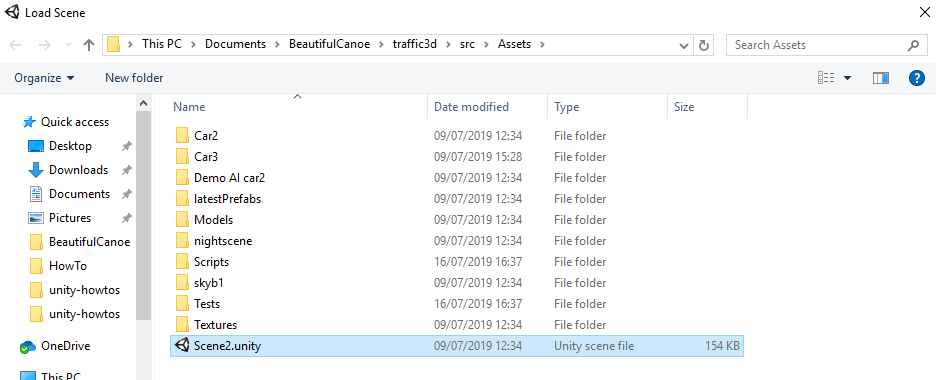 Load Scene
This PC > Documents > BeautifulCanoe > traffic3d > src > Assets >
Search Assets
Organize New folder
Name Date modified Type Size
Quick access
Desktop
Downloads
Documents
Pictures
BeautifulCanoe
HowTo
unity-howtos
unity-howtos
OneDrive
This PC
Car2 09/07/2019 12:34 File folder
Car3 09/07/2019 15:28 File folder
Demo AI car2 09/07/2019 12:34 File folder
latestPrefabs 09/07/2019 12:34 File folder
Models 09/07/2019 12:34 File folder
nightscene 09/07/2019 12:34 File folder
Scripts 16/07/2019 16:37 File folder
skyb1 09/07/2019 12:34 File folder
Tests 16/07/2019 16:37 File folder
Textures 09/07/2019 12:34 File folder
Scene2.unity 09/07/2019 12:34 Unity scene file 154 KB